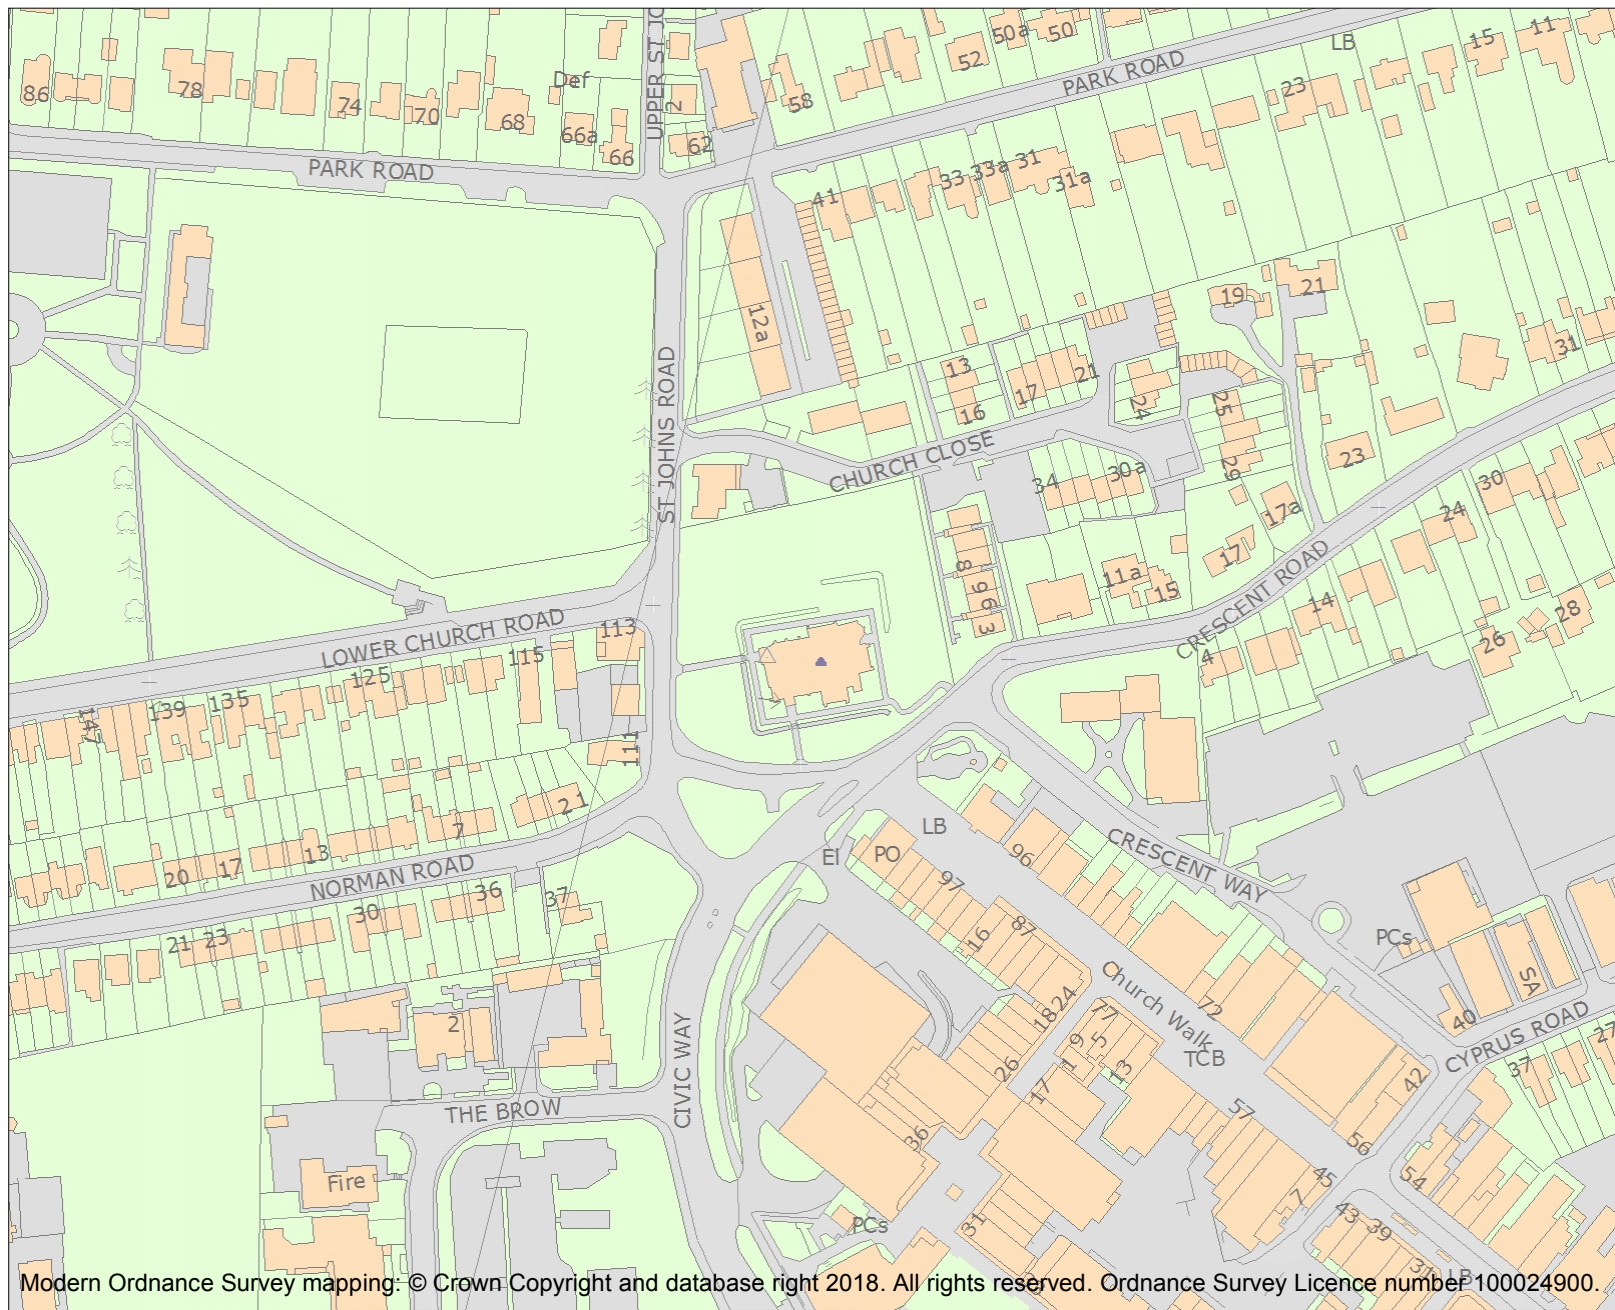 86
78
74
70
68
Def
66a
66
UPPER ST JO
2
62
58
52
50a
50
PARK ROAD
LB
15
11
23
PARK ROAD
41
33
33a
31
31a
12a
19
21
31
13
16
17
21
24
25
29
23
ST JOHNS ROAD
CHURCH CLOSE
34
30a
17a
17
30
24
8
9
6
3
11a
15
CRESCENT ROAD
14
4
26
28
LOWER CHURCH ROAD
113
115
125
135
139
147
111
21
7
13
17
20
NORMAN ROAD
36
37
30
23
21
LB
El
PO
97
96
CRESCENT WAY
87
16
Church Walk
72
TCB
PCs
SA
40
CYPRUS ROAD
37
27
42
24
18
77
9
5
1
13
26
17
2
CIVIC WAY
THE BROW
36
57
56
54
45
7
43
39
31
LB
Fire
PCs
31
Modern Ordnance Survey mapping: © Crown Copyright and database right 2018. All rights reserved. Ordnance Survey Licence number 100024900.